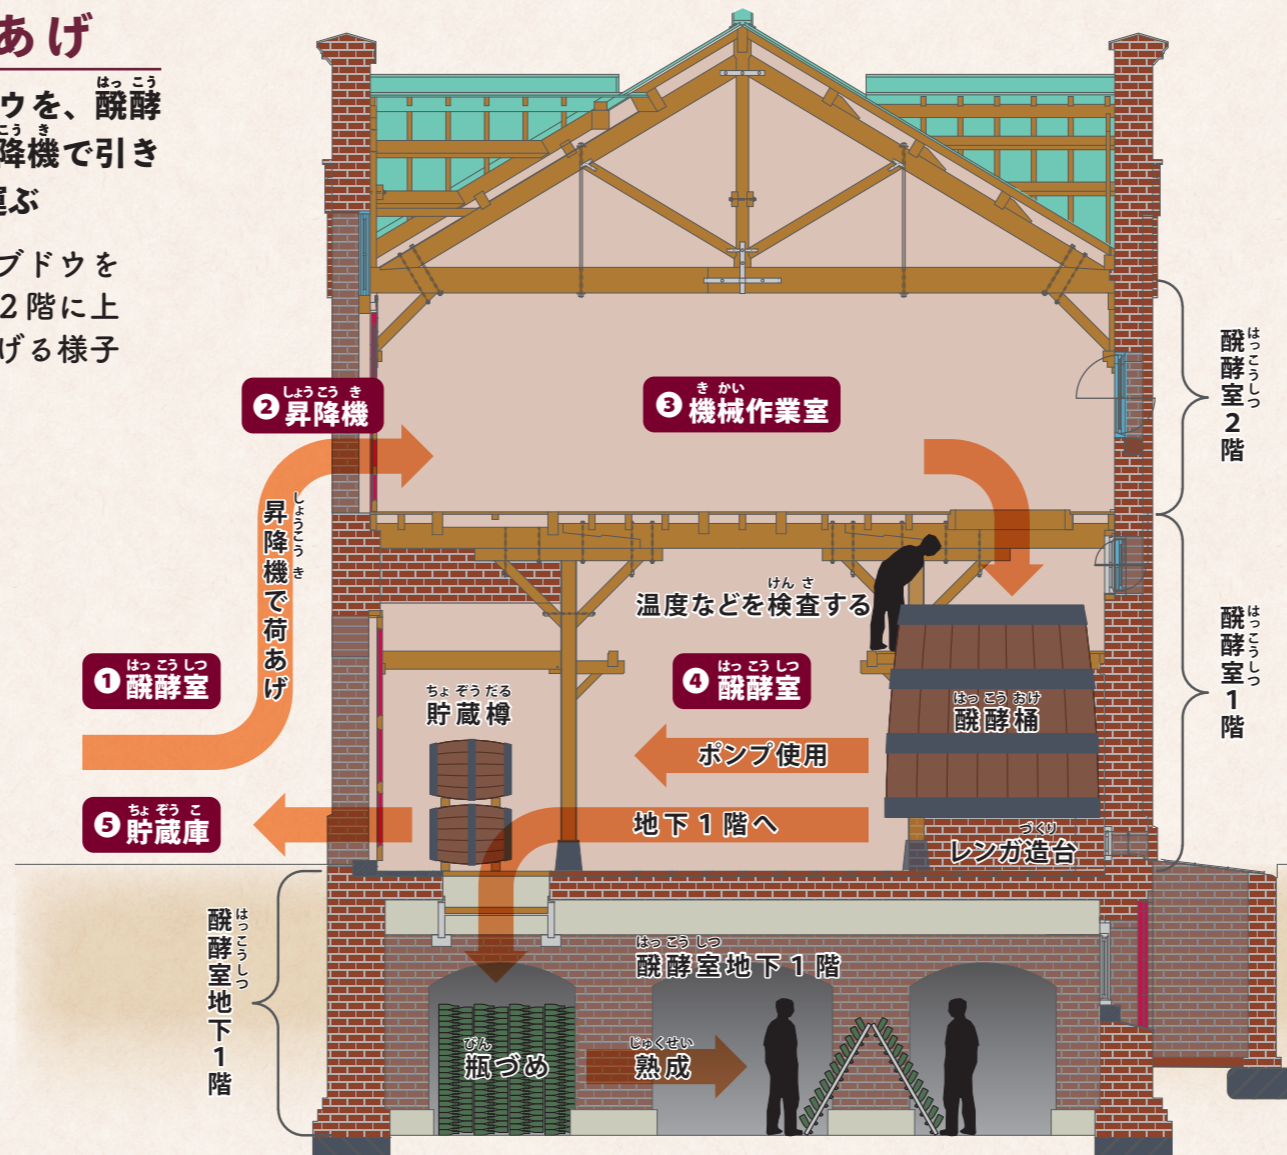 あげ
ウを、醗酵
降機で引き
運ぶ
ブドウを
2階に上
げる様子
❷昇降機
❸機械作業室
醗酵室2階
昇降機で荷あげ
温度などを検査する
❶醗酵室
貯蔵樽
❹醗酵室
醗酵桶
醗酵室1階
ポンプ使用
❺貯蔵庫
地下1階へ
レンガ造台
醗酵室地下1階
醗酵室地下1階
瓶づめ
熟成